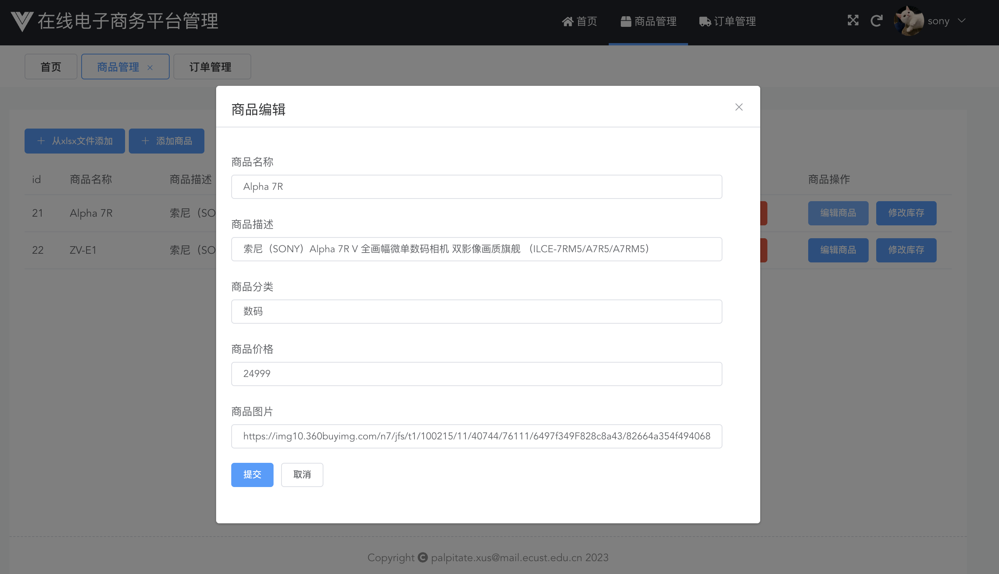 在线电子商务平台管理
首页 商品管理 订单管理 sony
首页 商品管理 × 订单管理
商品编辑
+ 从xlsx文件添加 + 添加商品
商品名称
id 商品名称 商品描述 商品操作
Alpha 7R
21 Alpha 7R 索尼（SO 编辑商品 修改库存
商品描述
22 ZV-E1 索尼（SO 编辑商品 修改库存
索尼（SONY）Alpha 7R V 全画幅微单数码相机 双影像画质旗舰 （ILCE-7RM5/A7R5/A7RM5）
商品分类
数码
商品价格
24999
商品图片
https://img10.360buyimg.com/n7/jfs/t1/100215/11/40744/76111/6497f349F828c8a43/82664a354f494068
提交 取消
Copyright C palpitate.xus@mail.ecust.edu.cn 2023